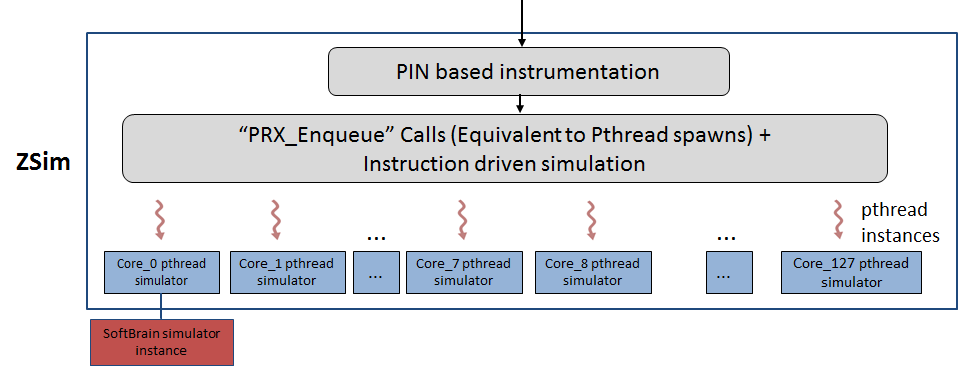 PIN based instrumentation
“PRX_Enqueue” Calls (Equivalent to Pthread spawns) +
Instruction driven simulation
ZSim
pthread
instances
...
...
Core_0 pthread
simulator
Core_1 pthread
simulator
...
Core_7 pthread
simulator
Core_8 pthread
simulator
...
Core_127 pthread
simulator
SoftBrain simulator
instance